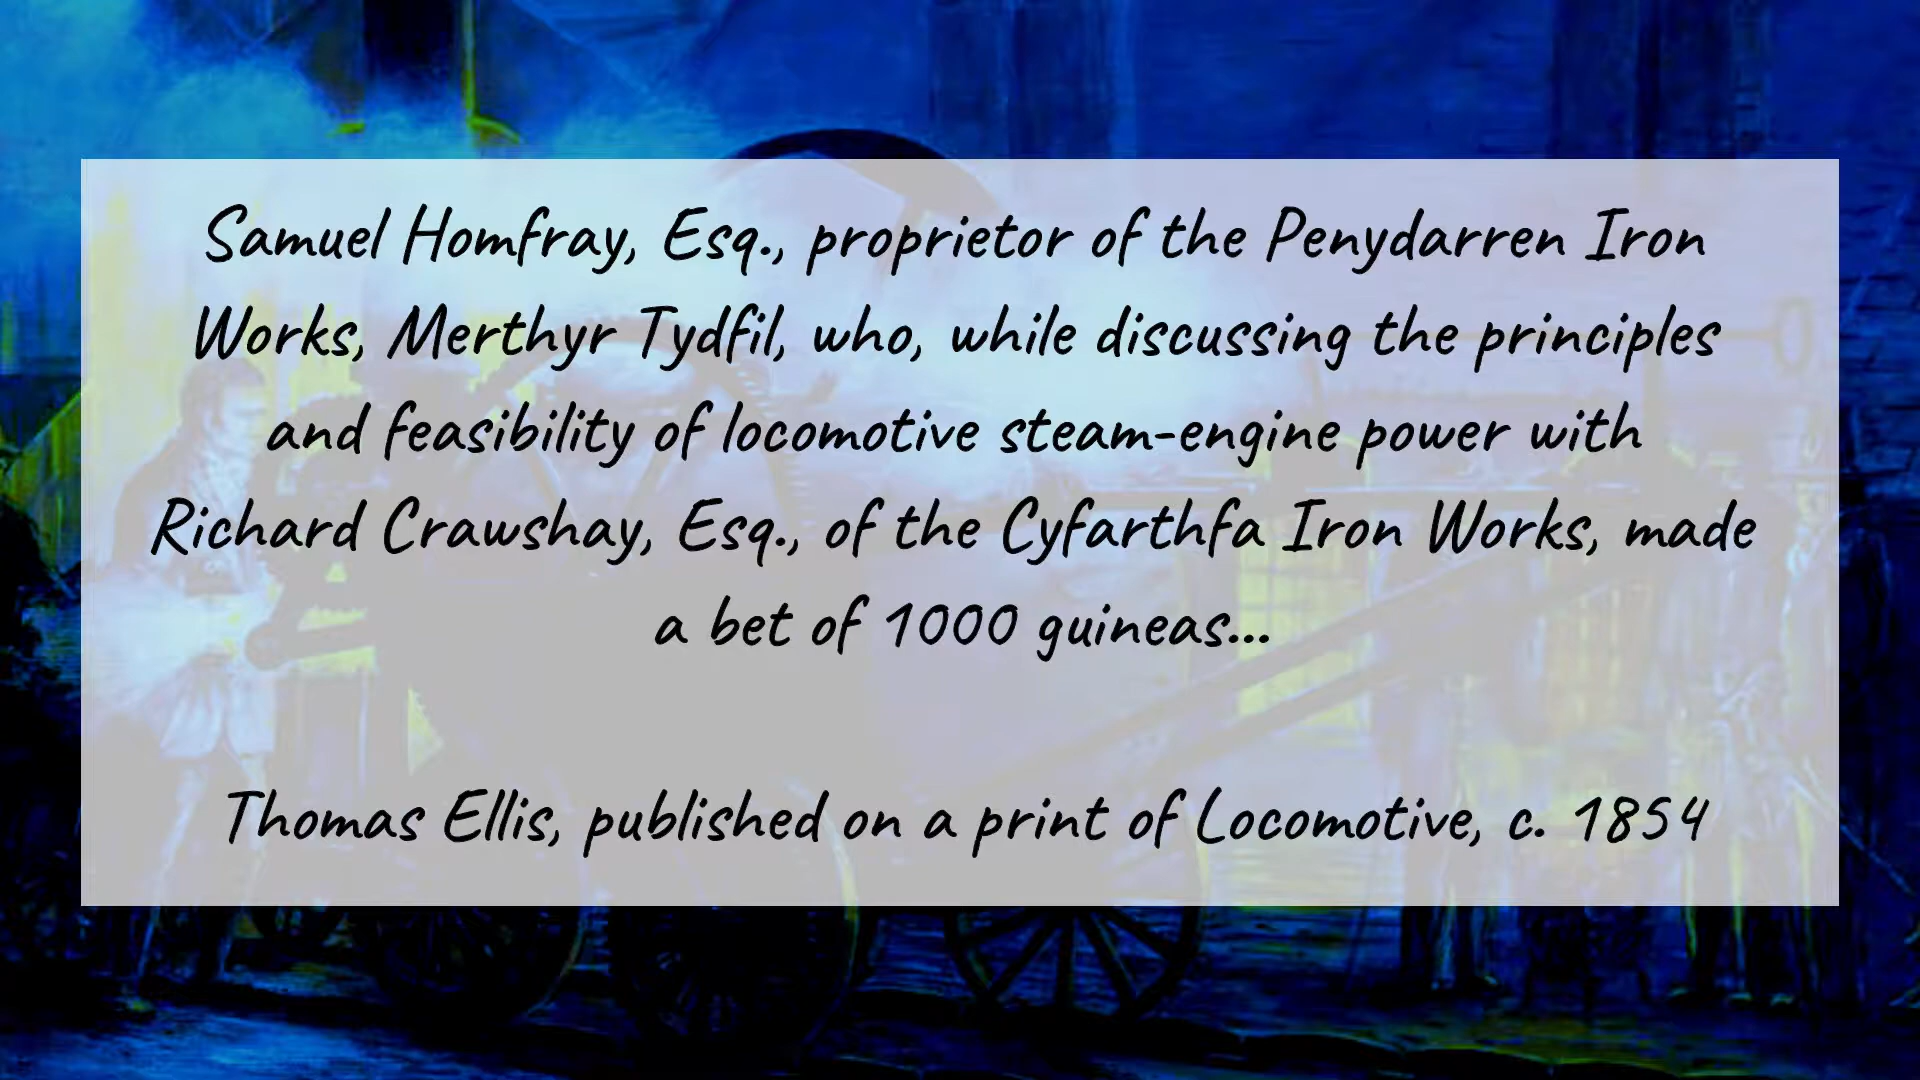 Samuel Homfray, Esq., proprietor of the Penydarren Iron
Works, Merthyr Tydfil, who, while discussing the principles
and feasibility of locomotive steam-engine power with
Richard Crawshay, Esq., of the Cyfarthfa Iron Works, made
a bet of 1000 guineas...
Thomas Ellis, published on a print of Locomotive, c. 1854